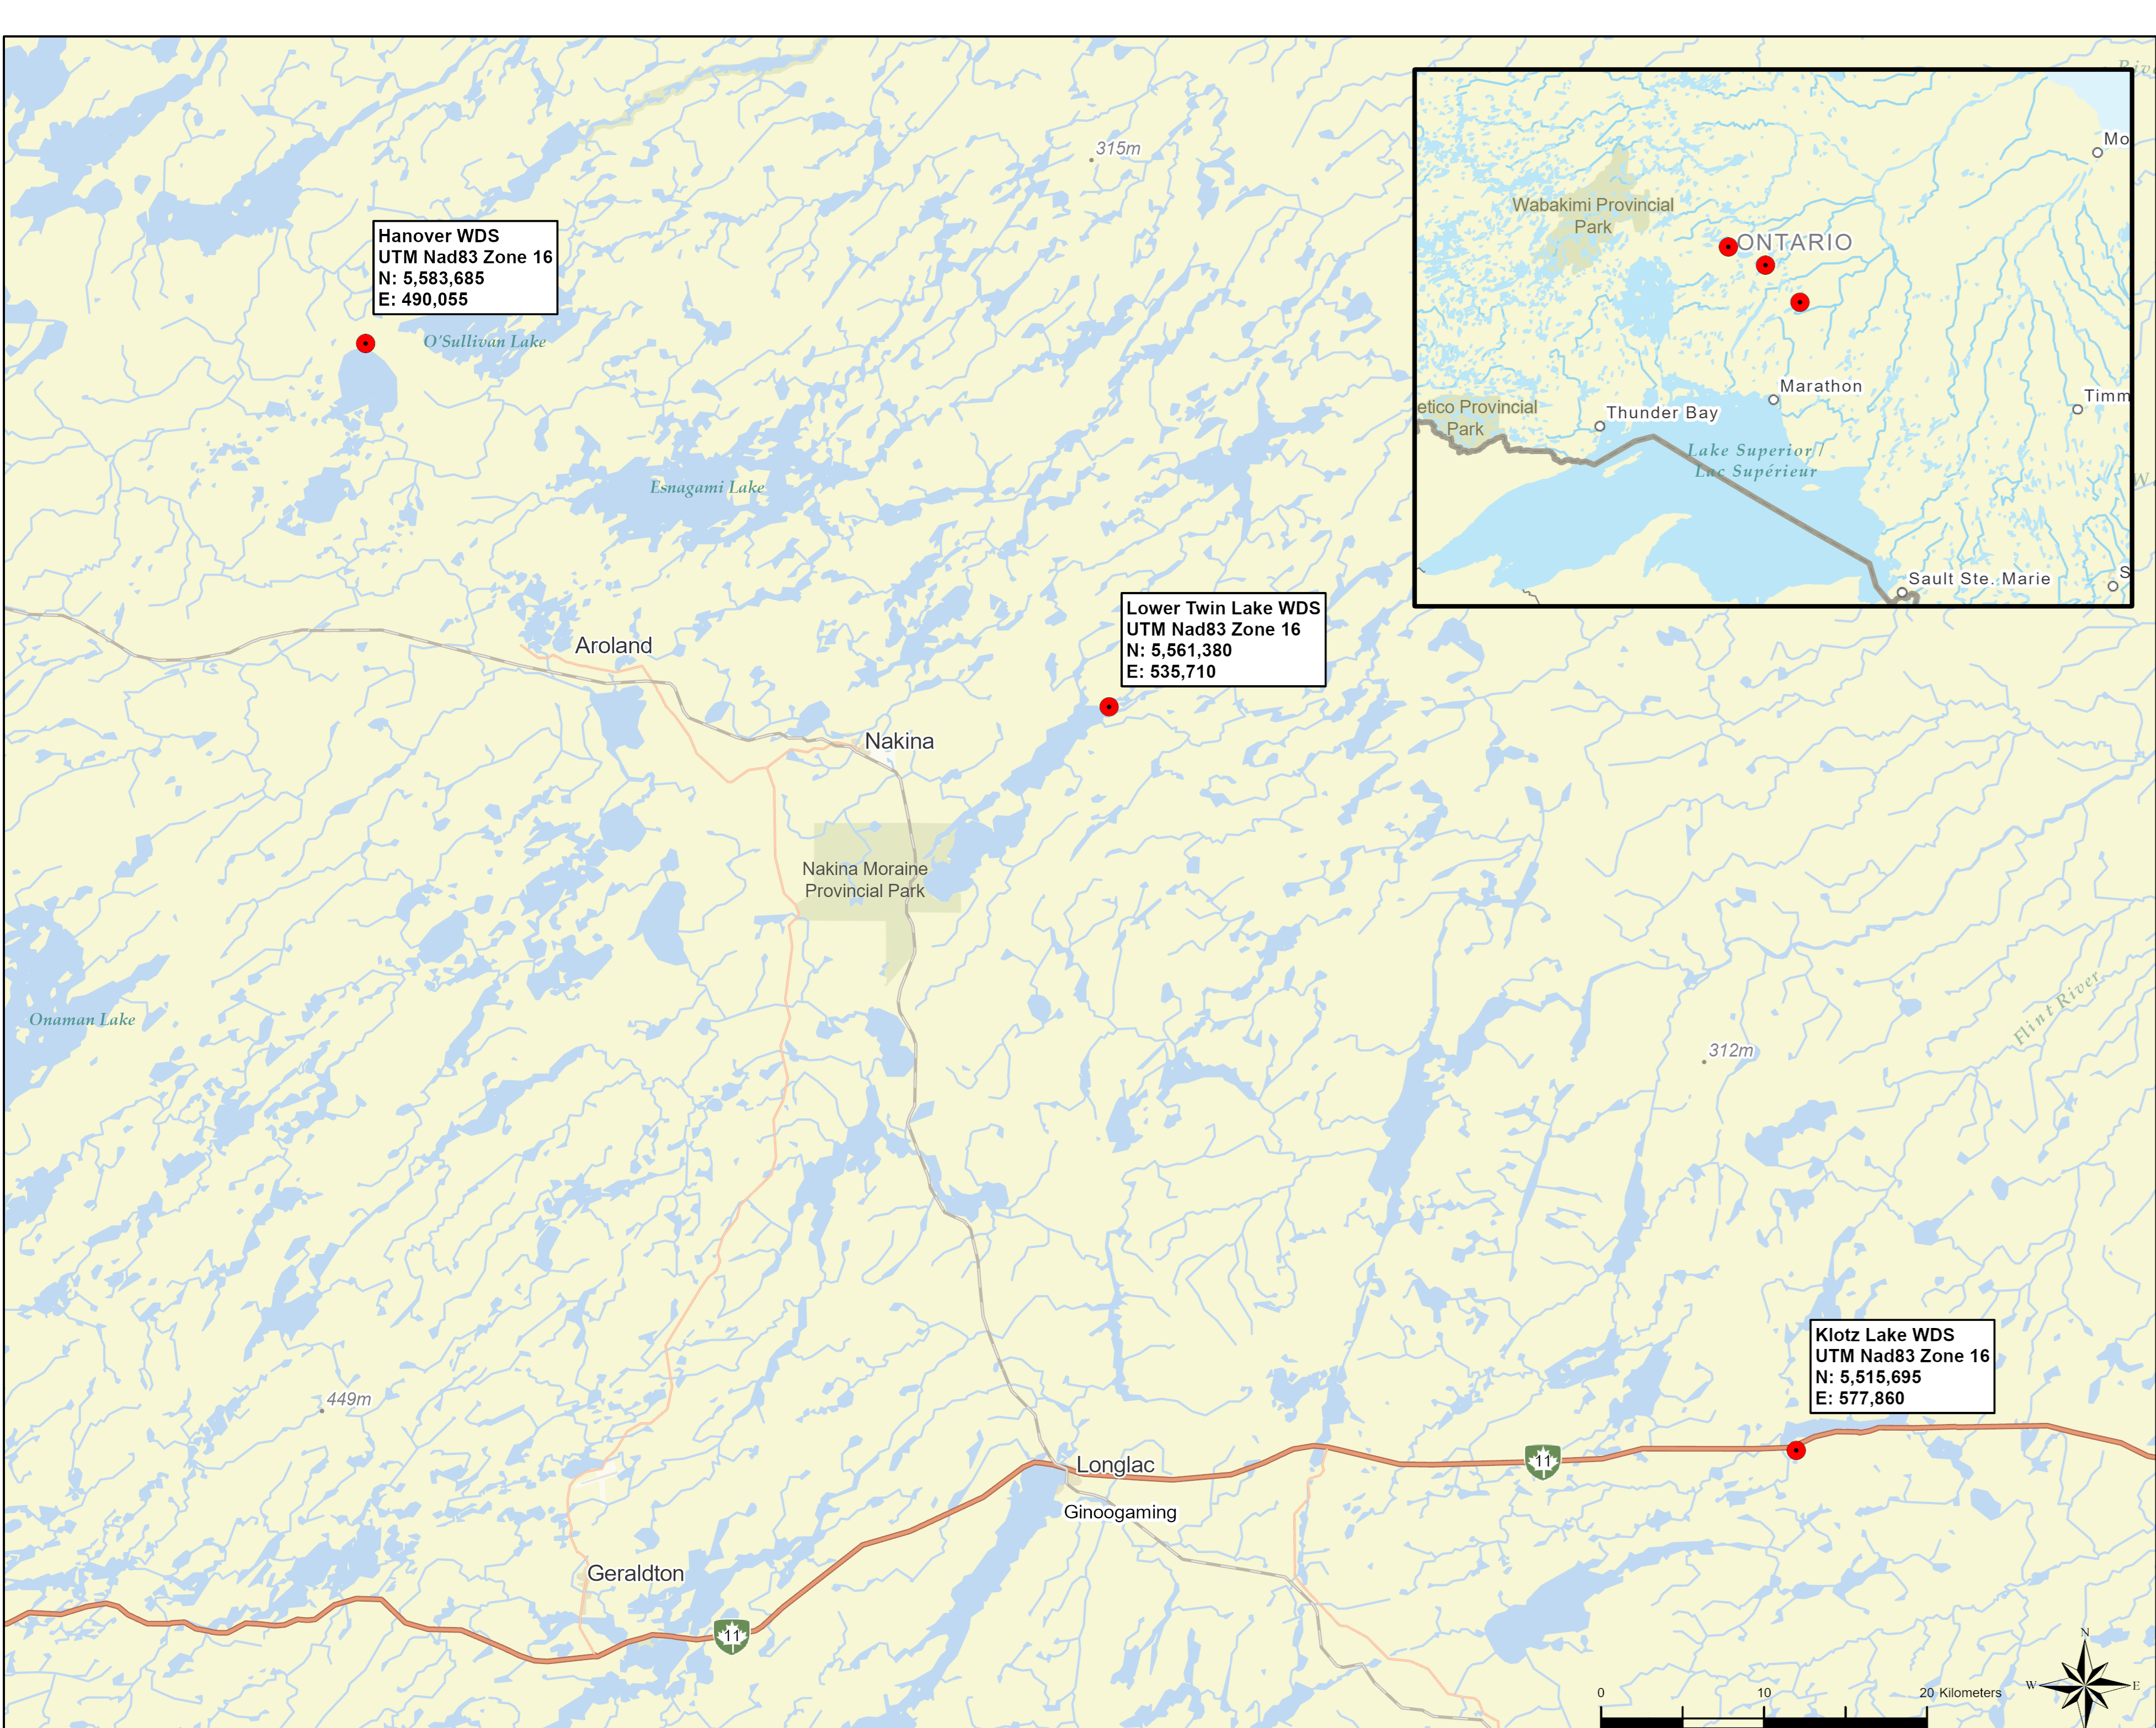 Hanover WDS
UTM Nad83 Zone 16
N: 5,583,685
E: 490,055
O'Sullivan Lake
315m
Esnagami Lake
Aroland
Lower Twin Lake WDS
UTM Nad83 Zone 16
N: 5,561,380
E: 535,710
Nakina
Nakina Moraine
Provincial Park
Onaman Lake
312m
Flint River
449m
Klotz Lake WDS
UTM Nad83 Zone 16
N: 5,515,695
E: 577,860
11
Longlac
Ginoogaming
Geraldton
11
Wabakimi Provincial
Park
ONTARIO
Mo
Marathon
Thunder Bay
Timm
etico Provincial
Park
Lake Superior /
Lac Supérieur
Sault Ste. Marie
S
0 10 20 Kilometers
N
W E